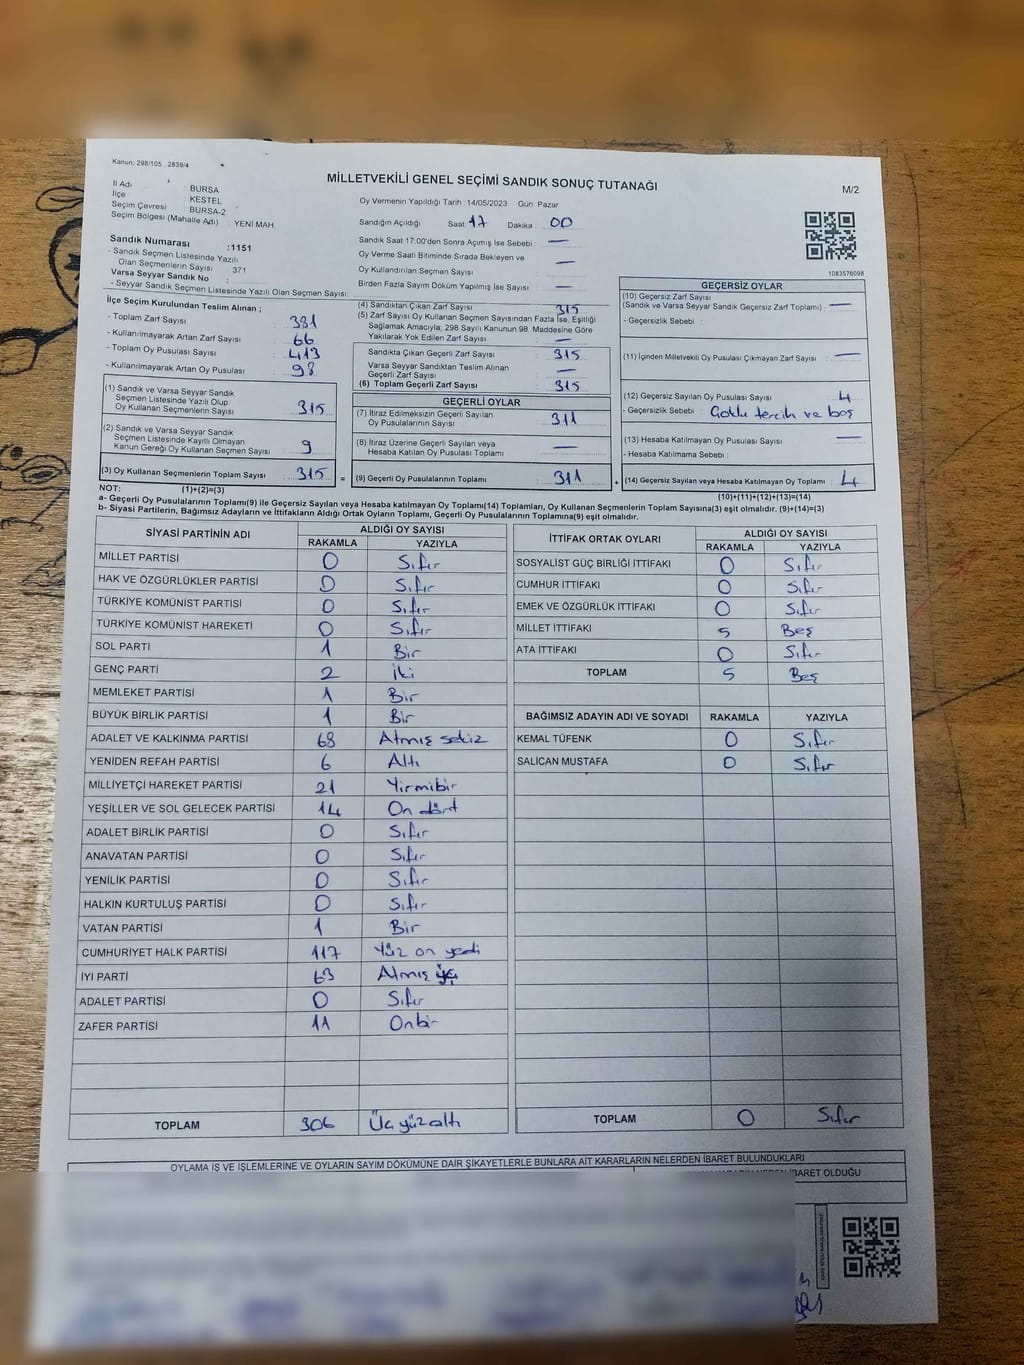 Kanun; 298/105 , 2839/4
MİLLETVEKİLİ GENEL SEÇİMİ SANDIK SONUÇ TUTANAĞI
M/2
İl Adı : BURSA
İlçe KESTEL
Seçim Çevresi : BURSA-2
Seçim Bölgesi (Mahalle Adı) : YENİ MAH.
Sandık Numarası :1151
- Sandık Seçmen Listesinde Yazılı
Olan Seçmenlerin Sayısı : 371
Varsa Seyyar Sandık No :
- Seyyar Sandık Seçmen Listesinde Yazılı Olan Seçmen Sayısı:
Oy Vermenin Yapıldığı Tarih 14/05/2023 Gün Pazar
Sandığın Açıldığı Saat 17 Dakika 00
Sandık Saat 17:00'den Sonra Açımış İse Sebebi : —
Oy Verme Saati Bitiminde Sırada Bekleyen ve
Oy Kullandırılan Seçmen Sayısı : —
Birden Fazla Sayım Döküm Yapılmış İse Sayısı : —
1083576098
İlçe Seçim Kurulundan Teslim Alınan ;
- Toplam Zarf Sayısı : 381
- Kullanılmayarak Artan Zarf Sayısı : 66
- Toplam Oy Pusulası Sayısı : 413
- Kullanılmayarak Artan Oy Pusulası : 98
(1) Sandık ve Varsa Seyyar Sandık
Seçmen Listesinde Yazılı Olup
Oy Kullanan Seçmenlerin Sayısı : 315
(2) Sandık ve Varsa Seyyar Sandık
Seçmen Listesinde Kayıtlı Olmayan
Kanun Gereği Oy Kullanan Seçmen Sayısı : 9
(3) Oy Kullanan Seçmenlerin Toplam Sayısı : 315 =
(4) Sandıktan Çıkan Zarf Sayısı : 315
(5) Zarf Sayısı Oy Kullanan Seçmen Sayısından Fazla İse, Eşitliği
Sağlamak Amacıyla; 298 Sayılı Kanunun 98. Maddesine Göre
Yakılarak Yok Edilen Zarf Sayısı : —
Sandıkta Çıkan Geçerli Zarf Sayısı : 315
Varsa Seyyar Sandıktan Teslim Alınan
Geçerli Zarf Sayısı : —
(6) Toplam Geçerli Zarf Sayısı : 315
GEÇERLİ OYLAR
(7) İtiraz Edilmeksizin Geçerli Sayılan
Oy Pusulalarının Sayısı : 311
(8) İtiraz Üzerine Geçerli Sayılan veya
Hesaba Katılan Oy Pusulası Toplamı : —
(9) Geçerli Oy Pusulalarının Toplamı : 311 +
GEÇERSİZ OYLAR
(10) Geçersiz Zarf Sayısı
(Sandık ve Varsa Seyyar Sandık Geçersiz Zarf Toplamı) : —
- Geçersizlik Sebebi :
(11) İçinden Milletvekili Oy Pusulası Çıkmayan Zarf Sayısı : —
(12) Geçersiz Sayılan Oy Pusulası Sayısı : 4
- Geçersizlik Sebebi : Çoklu tercih ve boş
(13) Hesaba Katılmayan Oy Pusulası Sayısı : —
- Hesaba Katılmama Sebebi :
(14) Geçersiz Sayılan veya Hesaba Katılmayan Oy Toplamı : 4
NOT: (1)+(2)=(3)
(10)+(11)+(12)+(13)=(14)
a- Geçerli Oy Pusulalarının Toplamı(9) ile Geçersiz Sayılan veya Hesaba katılmayan Oy Toplamı(14) Toplamları, Oy Kullanan Seçmenlerin Toplam Sayısına(3) eşit olmalıdır. (9)+(14)=(3)
b- Siyasi Partilerin, Bağımsız Adayların ve İttifakların Aldığı Ortak Oyların Toplamı, Geçerli Oy Pusulalarının Toplamına(9) eşit olmalıdır.
SİYASİ PARTİNİN ADI ALDIĞI OY SAYISI
RAKAMLA YAZIYLA
MİLLET PARTİSİ 0 Sıfır
HAK VE ÖZGÜRLÜKLER PARTİSİ 0 Sıfır
TÜRKİYE KOMÜNİST PARTİSİ 0 Sıfır
TÜRKİYE KOMÜNİST HAREKETİ 0 Sıfır
SOL PARTİ 1 Bir
GENÇ PARTİ 2 İki
MEMLEKET PARTİSİ 1 Bir
BÜYÜK BİRLİK PARTİSİ 1 Bir
ADALET VE KALKINMA PARTİSİ 68 Atmış sekiz
YENİDEN REFAH PARTİSİ 6 Altı
MİLLİYETÇİ HAREKET PARTİSİ 21 Yirmibir
YEŞİLLER VE SOL GELECEK PARTİSİ 14 On dört
ADALET BİRLİK PARTİSİ 0 Sıfır
ANAVATAN PARTİSİ 0 Sıfır
YENİLİK PARTİSİ 0 Sıfır
HALKIN KURTULUŞ PARTİSİ 0 Sıfır
VATAN PARTİSİ 1 Bir
CUMHURİYET HALK PARTİSİ 117 Yüz on yedi
İYİ PARTİ 63 Atmış üç
ADALET PARTİSİ 0 Sıfır
ZAFER PARTİSİ 11 Onbir
TOPLAM 306 Üç yüz altı
İTTİFAK ORTAK OYLARI ALDIĞI OY SAYISI
RAKAMLA YAZIYLA
SOSYALİST GÜÇ BİRLİĞİ İTTİFAKI 0 Sıfır
CUMHUR İTTİFAKI 0 Sıfır
EMEK VE ÖZGÜRLÜK İTTİFAKI 0 Sıfır
MİLLET İTTİFAKI 5 Beş
ATA İTTİFAKI 0 Sıfır
TOPLAM 5 Beş
BAĞIMSIZ ADAYIN ADI VE SOYADI RAKAMLA YAZIYLA
KEMAL TÜFENK 0 Sıfır
SALİCAN MUSTAFA 0 Sıfır
TOPLAM 0 Sıfır
OYLAMA İŞ VE İŞLEMLERİNE VE OYLARIN SAYIM DÖKÜMÜNE DAİR ŞİKAYETLERLE BUNLARA AİT KARARLARIN NELERDEN İBARET BULUNDUKLARI
İBARET OLDUĞU